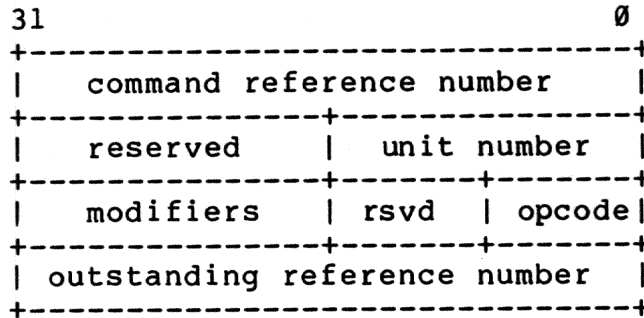 31 0
command reference number
reserved | unit number
modifiers | rsvd | opcode
outstanding reference number